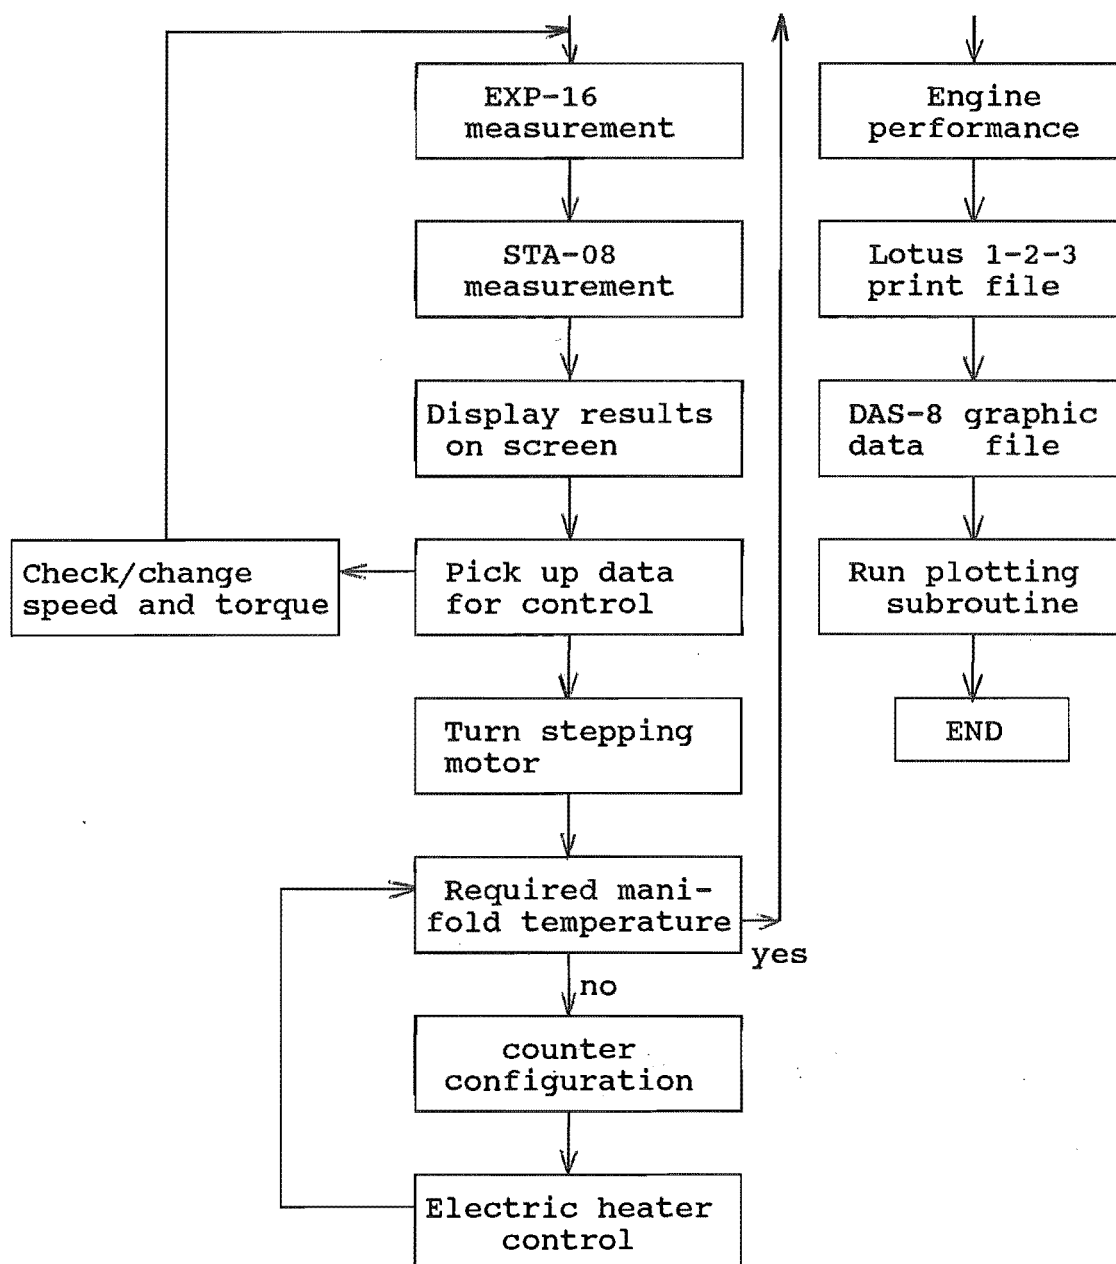 EXP-16
measurement
STA-08
measurement
Display results
on screen
Check/change
speed and torque
Pick up data
for control
Turn stepping
motor
Required mani-
fold temperature
yes
no
counter
configuration
Electric heater
control
Engine
performance
Lotus 1-2-3
print file
DAS-8 graphic
data file
Run plotting
subroutine
END